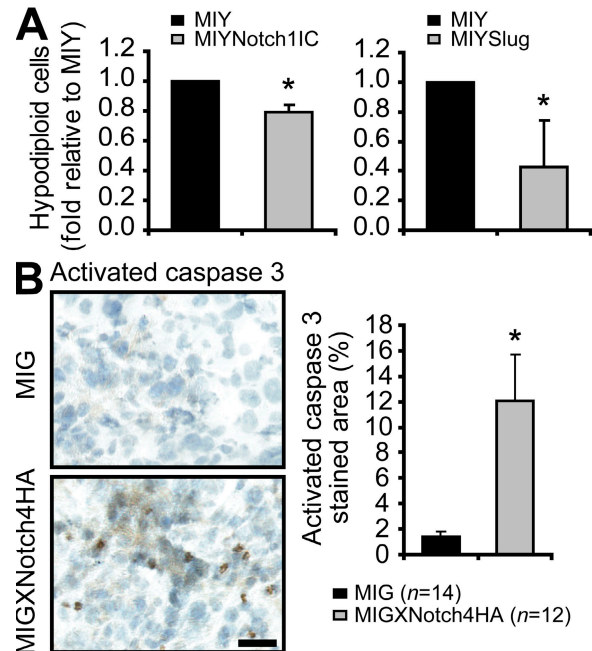 A
MIY
MIYNotch1IC
MIY
MIYSlug
Hypodiploid cells
(fold relative to MIY)
1.2
1.0
0.8
0.6
0.4
0.2
0.0
*
1.2
1.0
0.8
0.6
0.4
0.2
0.0
*
B
Activated caspase 3
MIG
MIGXNotch4HA
Activated caspase 3
stained area (%)
18
16
14
12
10
8
6
4
2
0
*
MIG (n=14)
MIGXNotch4HA (n=12)